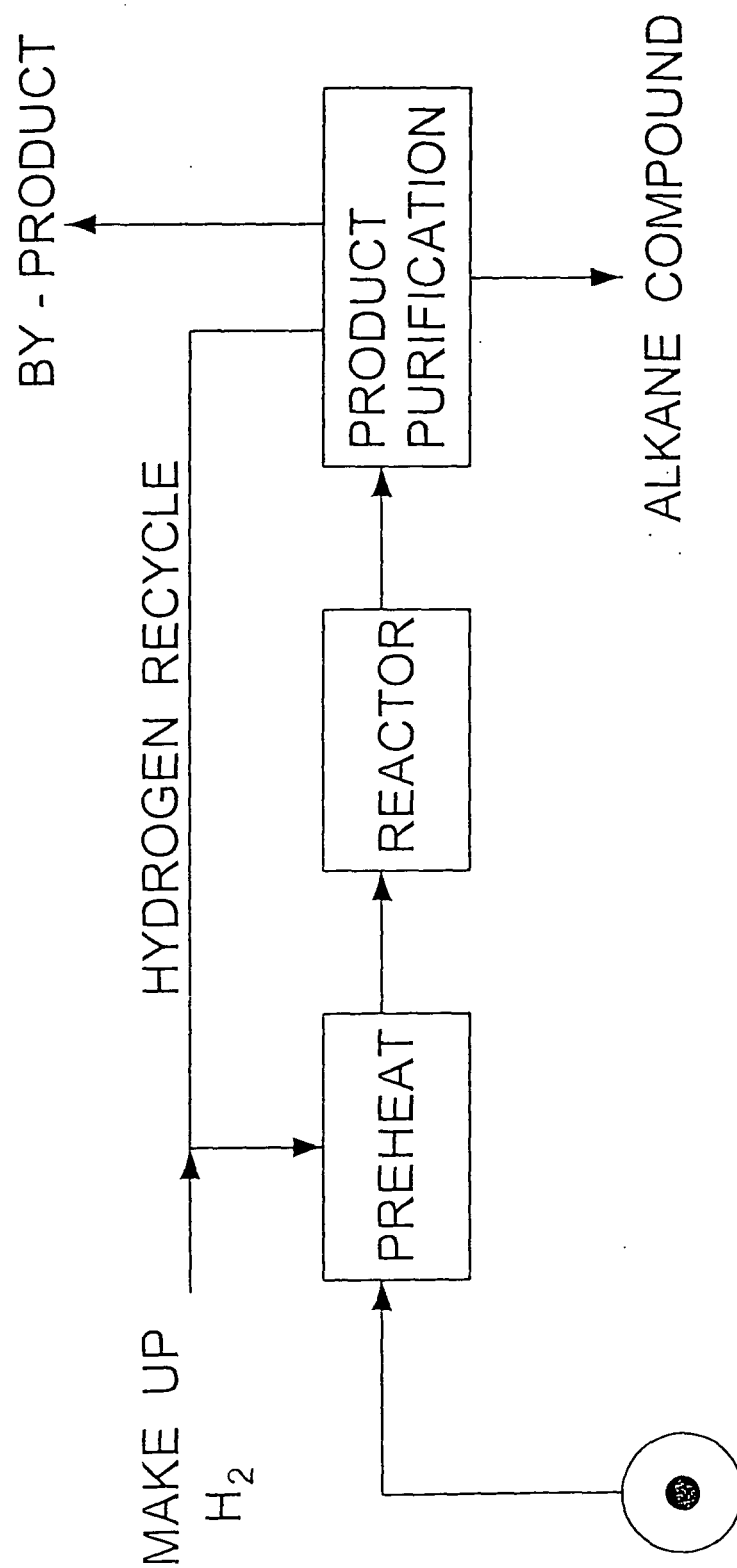 MAKE UP
H₂
HYDROGEN RECYCLE
BY - PRODUCT
PREHEAT
REACTOR
PRODUCT
PURIFICATION
ALKANE COMPOUND